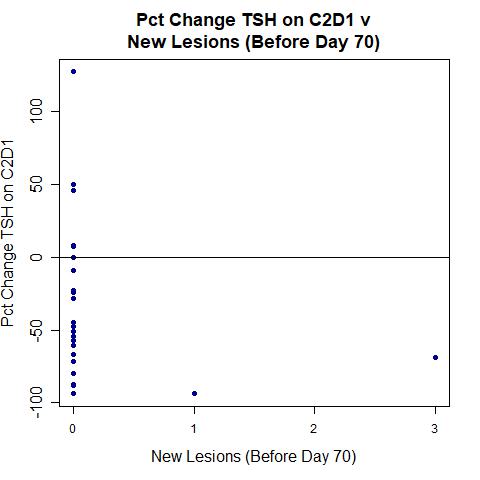 Pct Change TSH on C2D1 v
New Lesions (Before Day 70)
Pct Change TSH on C2D1
100
50
0
-50
-100
0
1
2
3
New Lesions (Before Day 70)